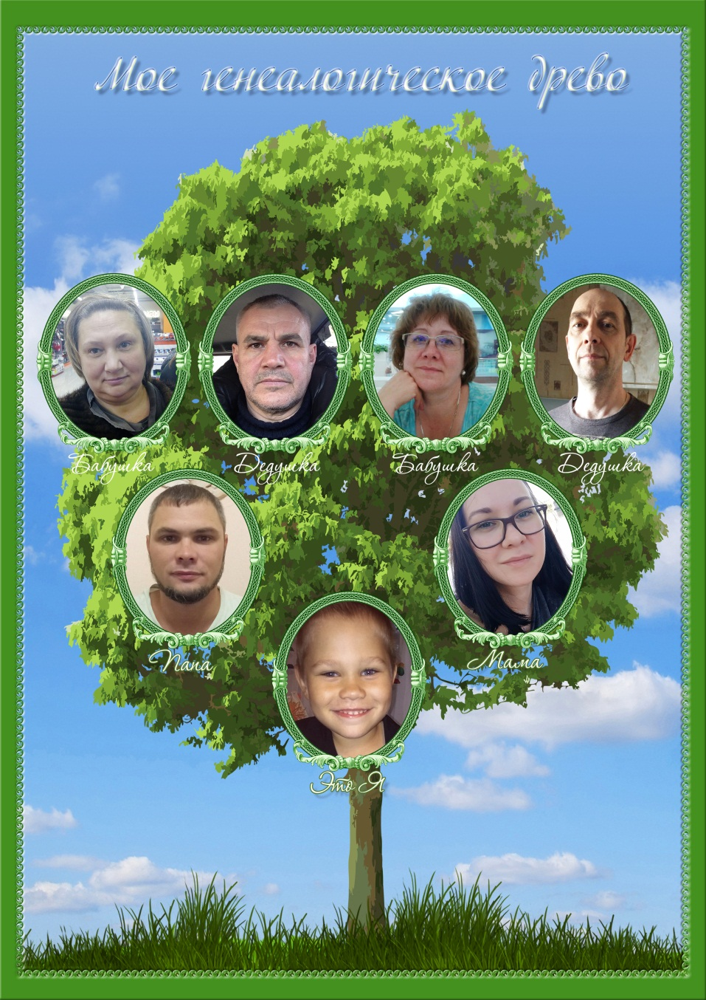 Мое генеалогическое древо
Бабушка Дедушка Бабушка Дедушка
Папа Мама
Это Я